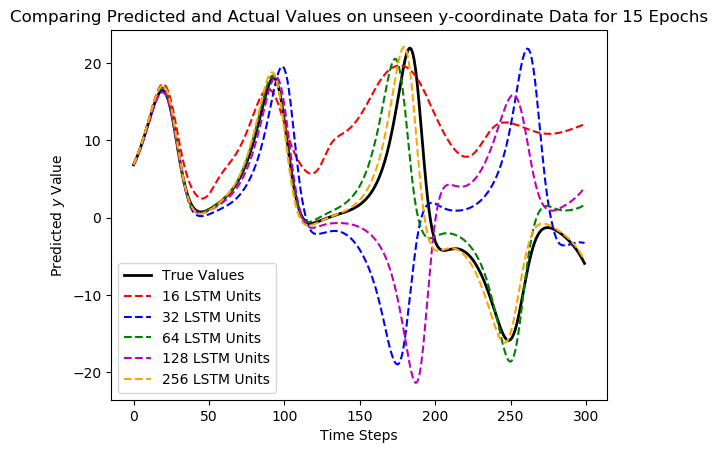 Comparing Predicted and Actual Values on unseen y-coordinate Data for 15 Epochs
20
10
0
−10
−20
Predicted y Value
True Values
16 LSTM Units
32 LSTM Units
64 LSTM Units
128 LSTM Units
256 LSTM Units
0 50 100 150 200 250 300
Time Steps